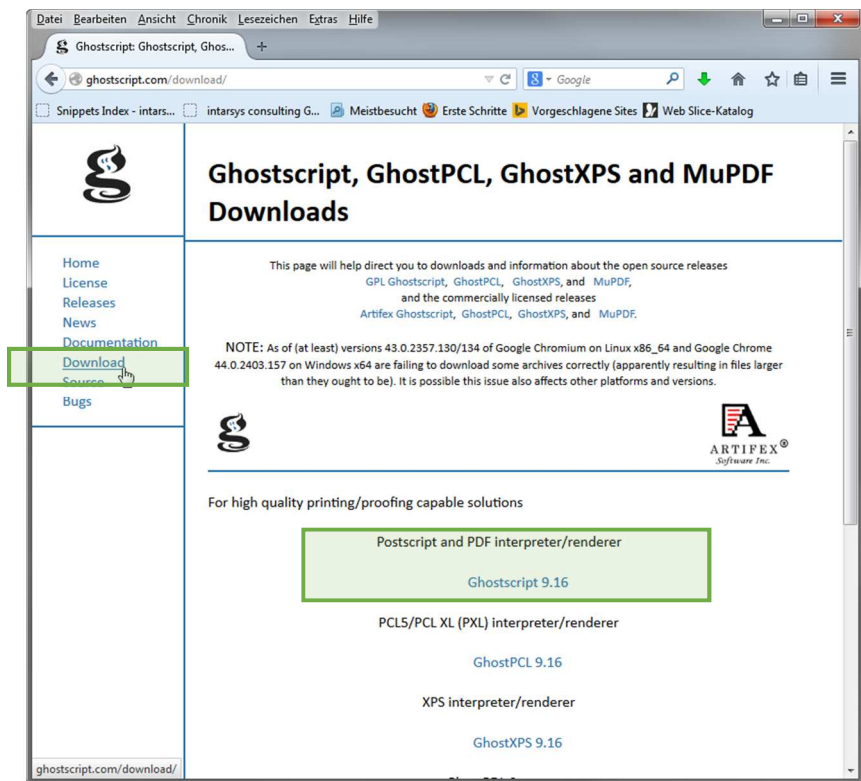 Datei Bearbeiten Ansicht Chronik Lesezeichen Extras Hilfe
Ghostscript: Ghostscript, Ghos...
ghostscript.com/download/
Google
Snippets Index - intars... intarsys consulting G... Meistbesucht Erste Schritte Vorgeschlagene Sites Web Slice-Katalog
Ghostscript, GhostPCL, GhostXPS and MuPDF
Downloads
Home
License
Releases
News
Documentation
Download
Source
Bugs
This page will help direct you to downloads and information about the open source releases
GPL Ghostscript, GhostPCL, GhostXPS, and MuPDF,
and the commercially licensed releases
Artifex Ghostscript, GhostPCL, GhostXPS, and MuPDF.
NOTE: As of (at least) versions 43.0.2357.130/134 of Google Chromium on Linux x86_64 and Google Chrome
44.0.2403.157 on Windows x64 are failing to download some archives correctly (apparently resulting in files larger
than they ought to be). It is possible this issue also affects other platforms and versions.
ARTIFEX®
Software Inc.
For high quality printing/proofing capable solutions
Postscript and PDF interpreter/renderer
Ghostscript 9.16
PCL5/PCL XL (PXL) interpreter/renderer
GhostPCL 9.16
XPS interpreter/renderer
GhostXPS 9.16
ghostscript.com/download/